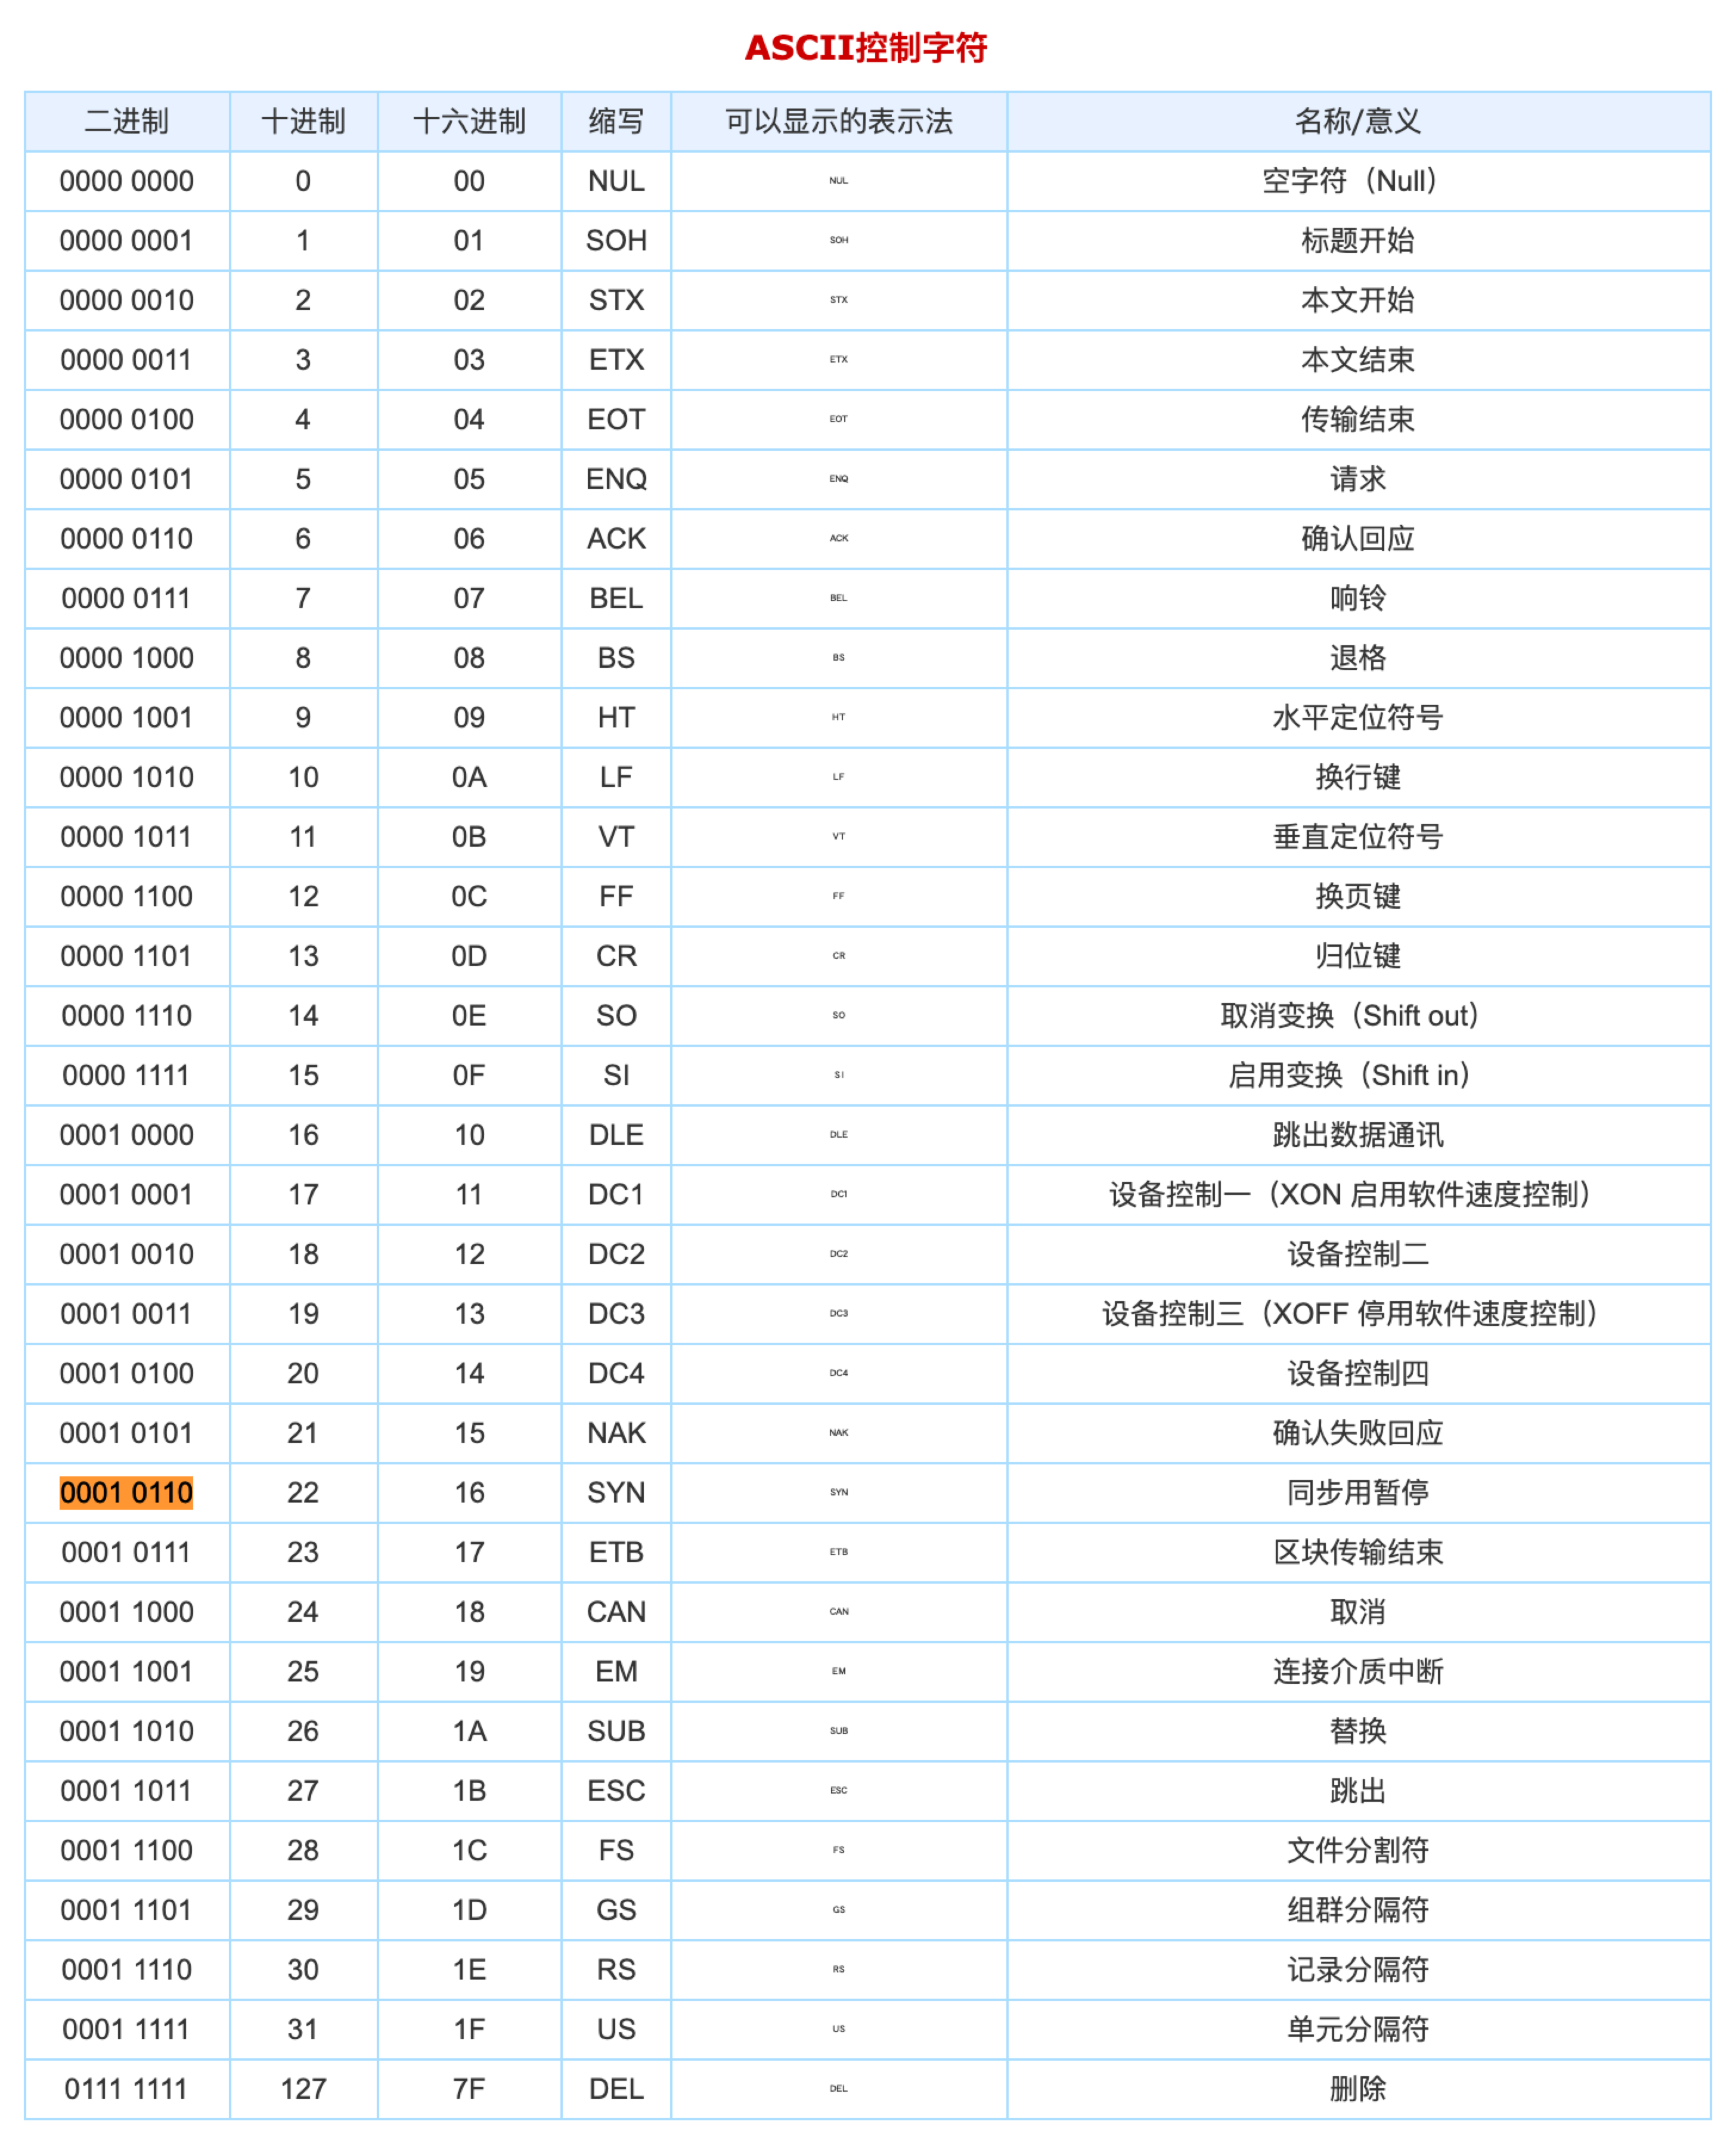 ASCII控制字符
二进制 十进制 十六进制 缩写 可以显示的表示法 名称/意义
0000 0000 0 00 NUL NUL 空字符（Null）
0000 0001 1 01 SOH SOH 标题开始
0000 0010 2 02 STX STX 本文开始
0000 0011 3 03 ETX ETX 本文结束
0000 0100 4 04 EOT EOT 传输结束
0000 0101 5 05 ENQ ENQ 请求
0000 0110 6 06 ACK ACK 确认回应
0000 0111 7 07 BEL BEL 响铃
0000 1000 8 08 BS BS 退格
0000 1001 9 09 HT HT 水平定位符号
0000 1010 10 0A LF LF 换行键
0000 1011 11 0B VT VT 垂直定位符号
0000 1100 12 0C FF FF 换页键
0000 1101 13 0D CR CR 归位键
0000 1110 14 0E SO SO 取消变换（Shift out）
0000 1111 15 0F SI SI 启用变换（Shift in）
0001 0000 16 10 DLE DLE 跳出数据通讯
0001 0001 17 11 DC1 DC1 设备控制一（XON 启用软件速度控制）
0001 0010 18 12 DC2 DC2 设备控制二
0001 0011 19 13 DC3 DC3 设备控制三（XOFF 停用软件速度控制）
0001 0100 20 14 DC4 DC4 设备控制四
0001 0101 21 15 NAK NAK 确认失败回应
0001 0110 22 16 SYN SYN 同步用暂停
0001 0111 23 17 ETB ETB 区块传输结束
0001 1000 24 18 CAN CAN 取消
0001 1001 25 19 EM EM 连接介质中断
0001 1010 26 1A SUB SUB 替换
0001 1011 27 1B ESC ESC 跳出
0001 1100 28 1C FS FS 文件分割符
0001 1101 29 1D GS GS 组群分隔符
0001 1110 30 1E RS RS 记录分隔符
0001 1111 31 1F US US 单元分隔符
0111 1111 127 7F DEL DEL 删除